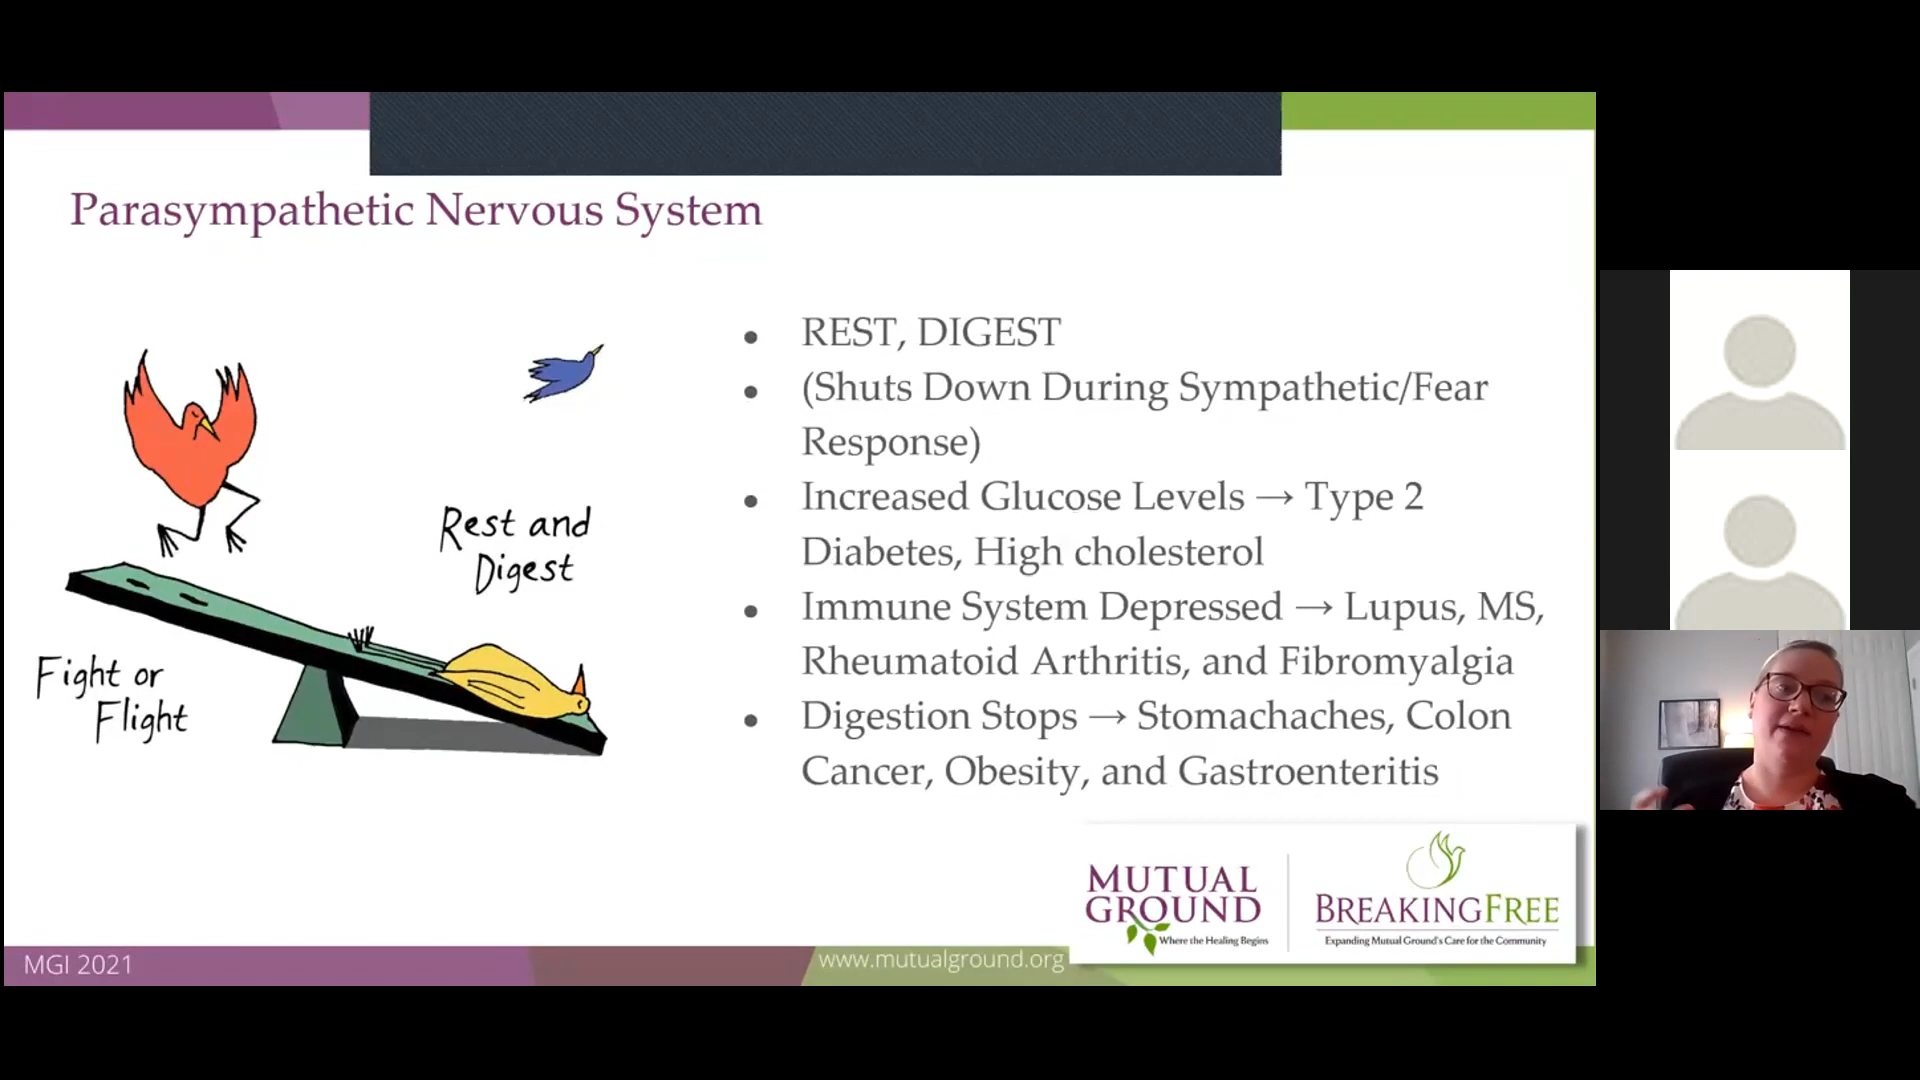 Parasympathetic Nervous System
Rest and
Digest
Fight or
Flight
● REST, DIGEST
● (Shuts Down During Sympathetic/Fear
Response)
● Increased Glucose Levels → Type 2
Diabetes, High cholesterol
● Immune System Depressed → Lupus, MS,
Rheumatoid Arthritis, and Fibromyalgia
● Digestion Stops → Stomachaches, Colon
Cancer, Obesity, and Gastroenteritis
MUTUAL
GROUND
Where the Healing Begins
BREAKINGFREE
Expanding Mutual Ground's Care for the Community
MGI 2021
www.mutualground.org